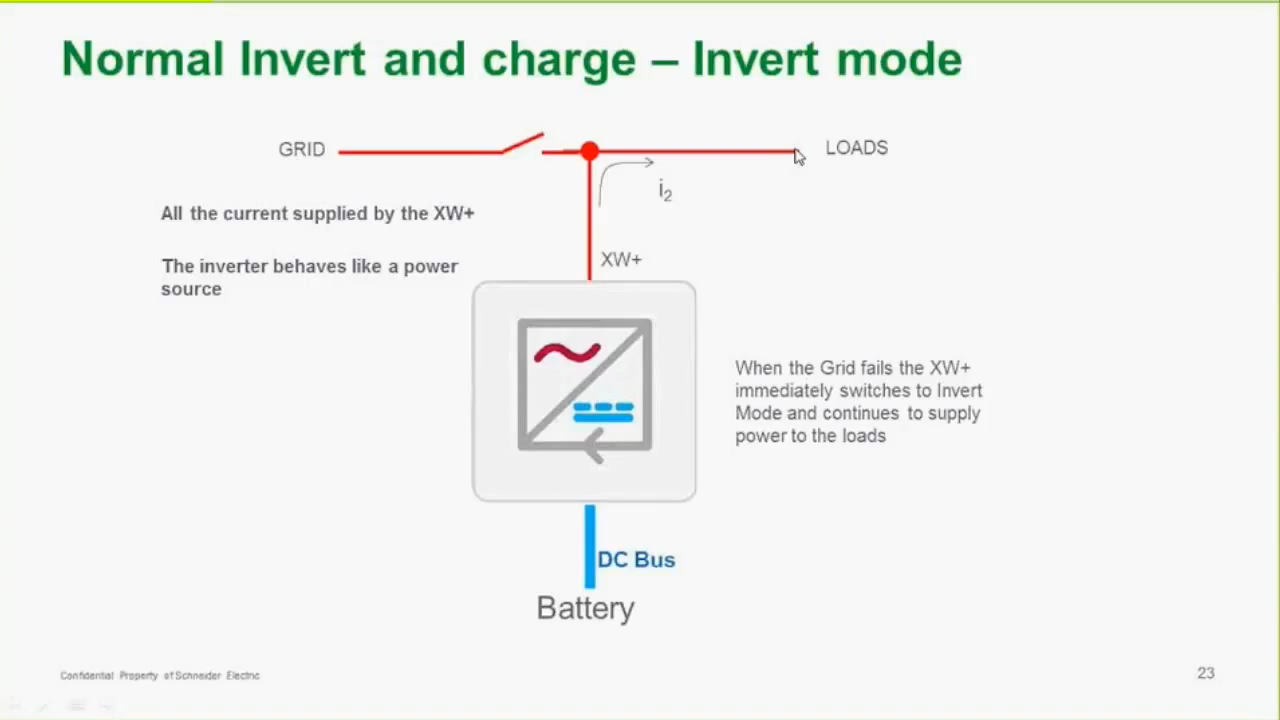 Normal Invert and charge – Invert mode
GRID
LOADS
i2
All the current supplied by the XW+
The inverter behaves like a power
source
XW+
When the Grid fails the XW+
immediately switches to Invert
Mode and continues to supply
power to the loads
DC Bus
Battery
Confidential Property of Schneider Electric
23